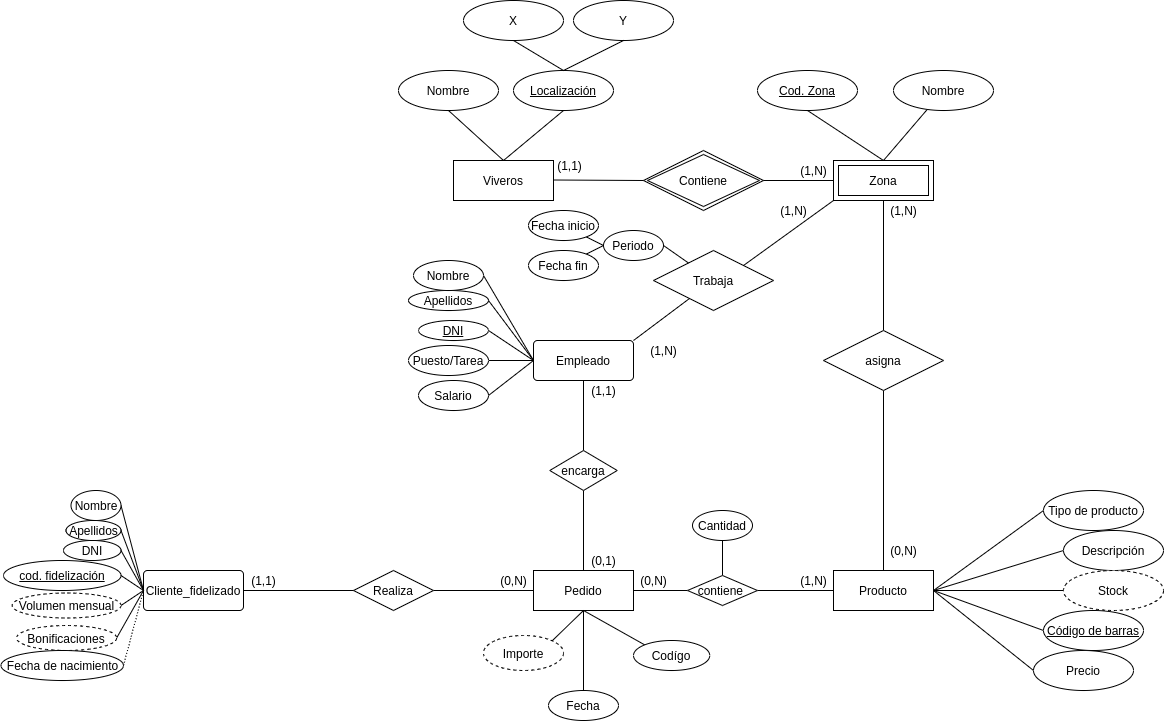 X
Y
Nombre
Localización
Cod. Zona
Nombre
Viveros
(1,1)
Contiene
(1,N)
Zona
Fecha inicio
Periodo
Fecha fin
(1,N)
(1,N)
Trabaja
Nombre
Apellidos
DNI
Puesto/Tarea
Salario
Empleado
(1,N)
(1,1)
asigna
encarga
Nombre
Apellidos
DNI
cod. fidelización
Volumen mensual
Bonificaciones
Fecha de nacimiento
Cliente_fidelizado
(1,1)
Realiza
(0,N)
(0,1)
Pedido
(0,N)
Cantidad
contiene
(1,N)
(0,N)
Producto
Tipo de producto
Descripción
Stock
Código de barras
Precio
Importe
Codígo
Fecha